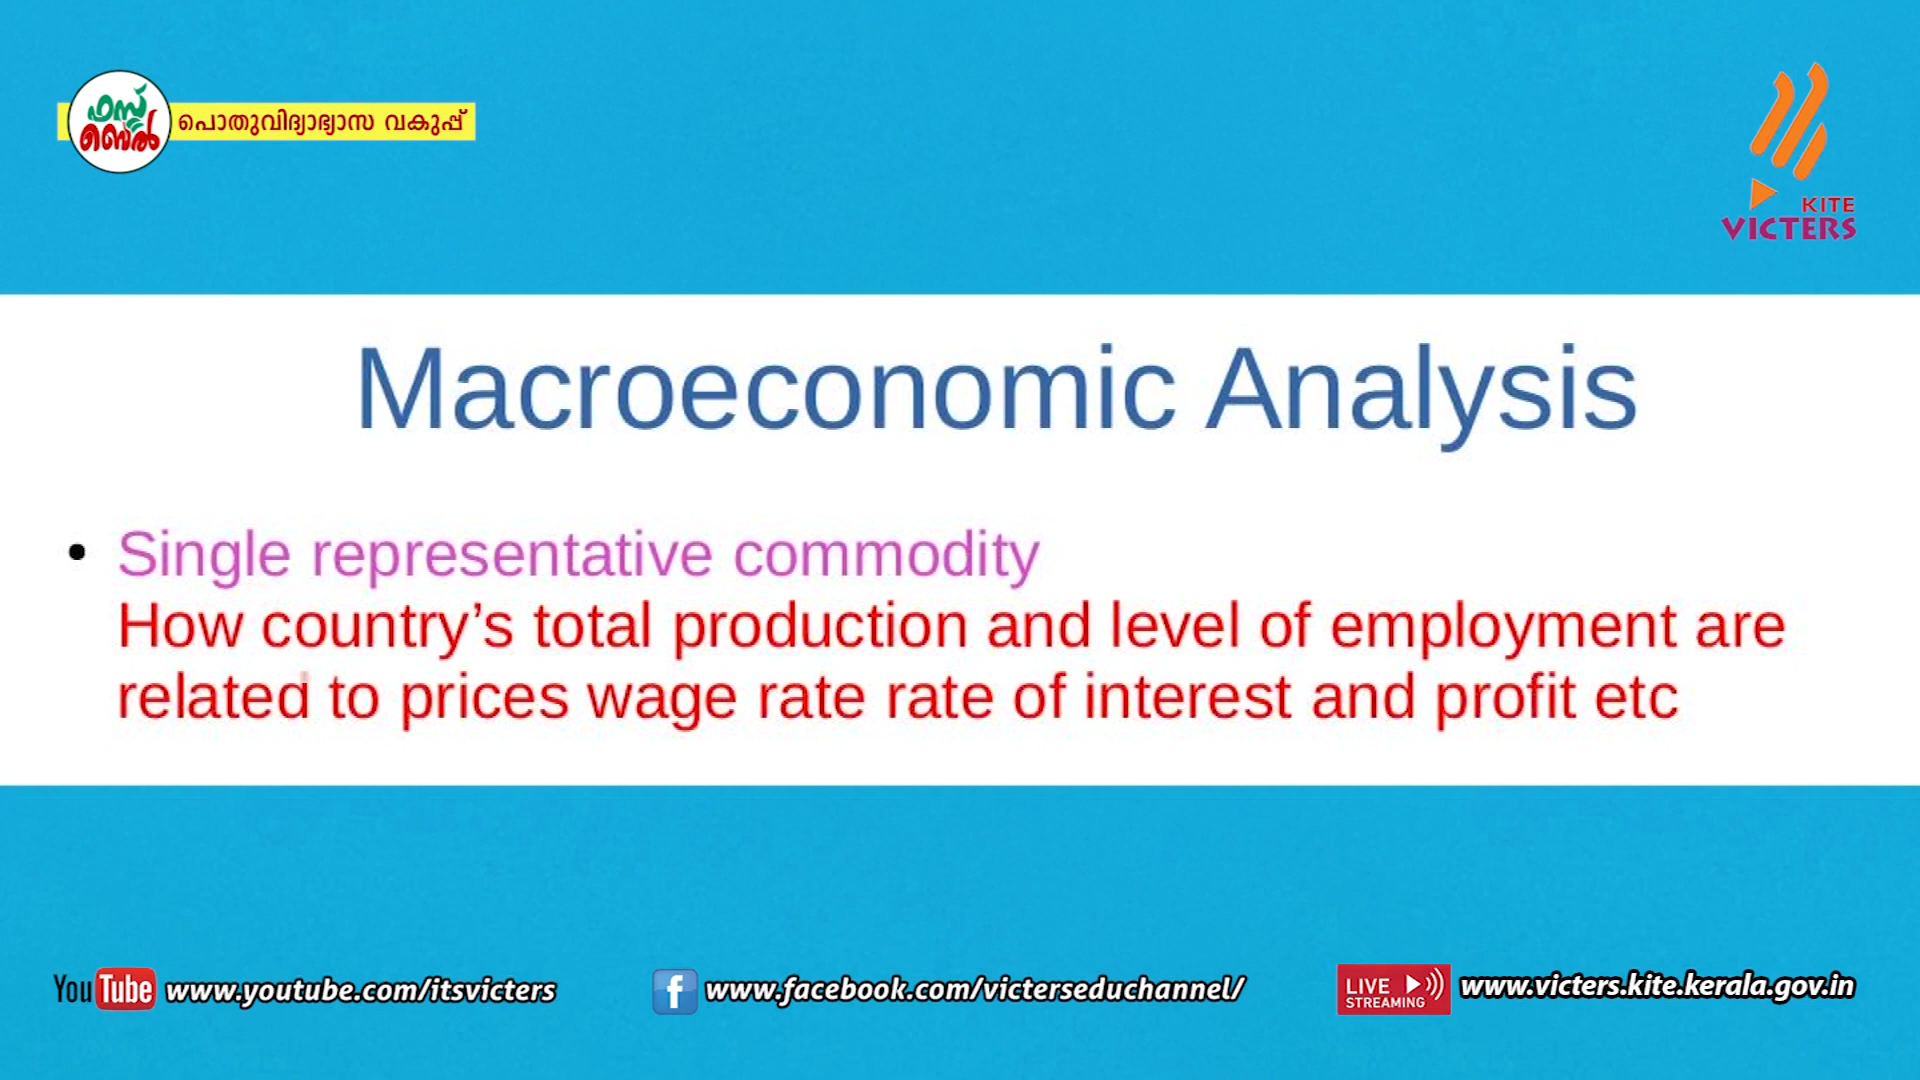 ഫസ്റ്റ്
ബെൽ
പൊതുവിദ്യാഭ്യാസ വകുപ്പ്
KITE
VICTERS
Macroeconomic Analysis
• Single representative commodity
How country’s total production and level of employment are
related to prices wage rate rate of interest and profit etc
YouTube www.youtube.com/itsvicters
f www.facebook.com/victerseduchannel/
LIVE
STREAMING
www.victers.kite.kerala.gov.in